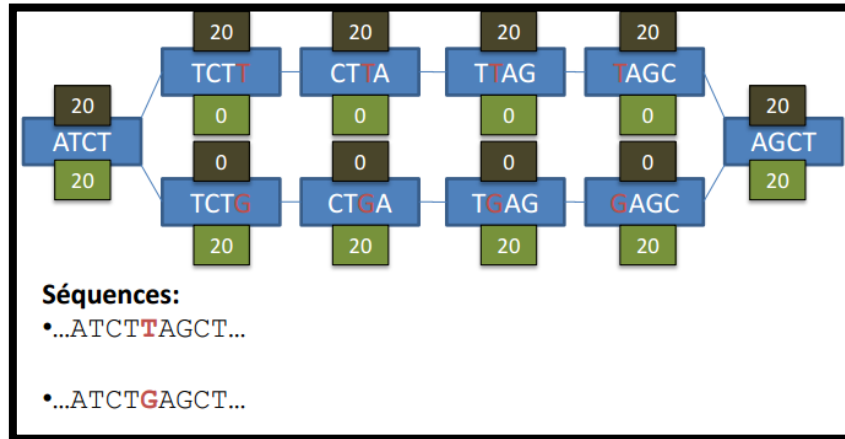 20 20 20 20
TCTT CTTA TTAG TAGC
20 0 0 0 0 20
ATCT AGCT
20 0 0 0 0 20
TCTG CTGA TGAG GAGC
20 20 20 20
Séquences:
•...ATCTTAGCT...
•...ATCTGAGCT...